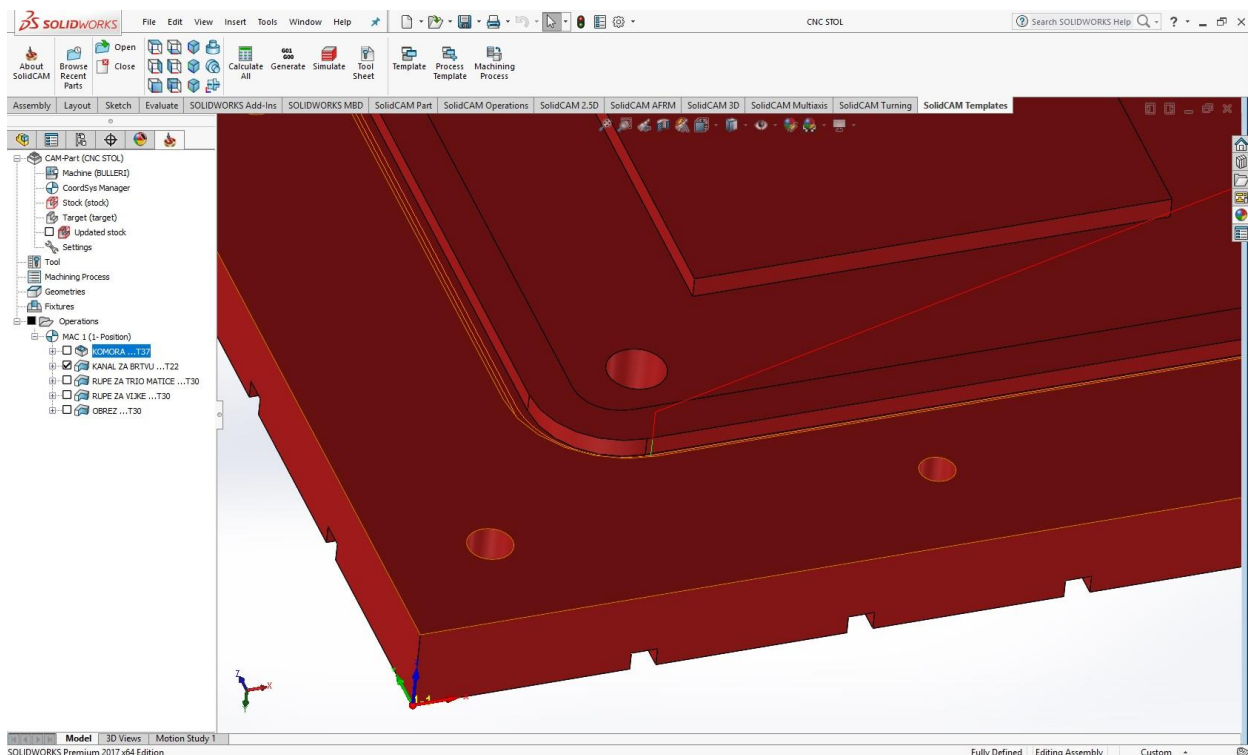 SOLIDWORKS File Edit View Insert Tools Window Help CNC STOL Search SOLIDWORKS Help ?
About SolidCAM
Browse Recent Parts
Open
Close
Calculate All
G01 G00
Generate
Simulate
Tool Sheet
Template
Process Template
Machining Process
Assembly Layout Sketch Evaluate SOLIDWORKS Add-Ins SOLIDWORKS MBD SolidCAM Part SolidCAM Operations SolidCAM 2.5D SolidCAM AFRM SolidCAM 3D SolidCAM Multiaxis SolidCAM Turning SolidCAM Templates
CAM-Part (CNC STOL)
Machine (BULLERI)
CoordSys Manager
Stock (stock)
Target (target)
Updated stock
Settings
Tool
Machining Process
Geometries
Fixtures
Operations
MAC 1 (1- Position)
KOMORA ...T37
KANAL ZA BRTVU ...T22
RUPE ZA TRIO MATICE ...T30
RUPE ZA VIJKE ...T30
OBREZ ...T30
Z
X
Y
Model 3D Views Motion Study 1
SOLIDWORKS Premium 2017 x64 Edition Fully Defined Editing Assembly Custom